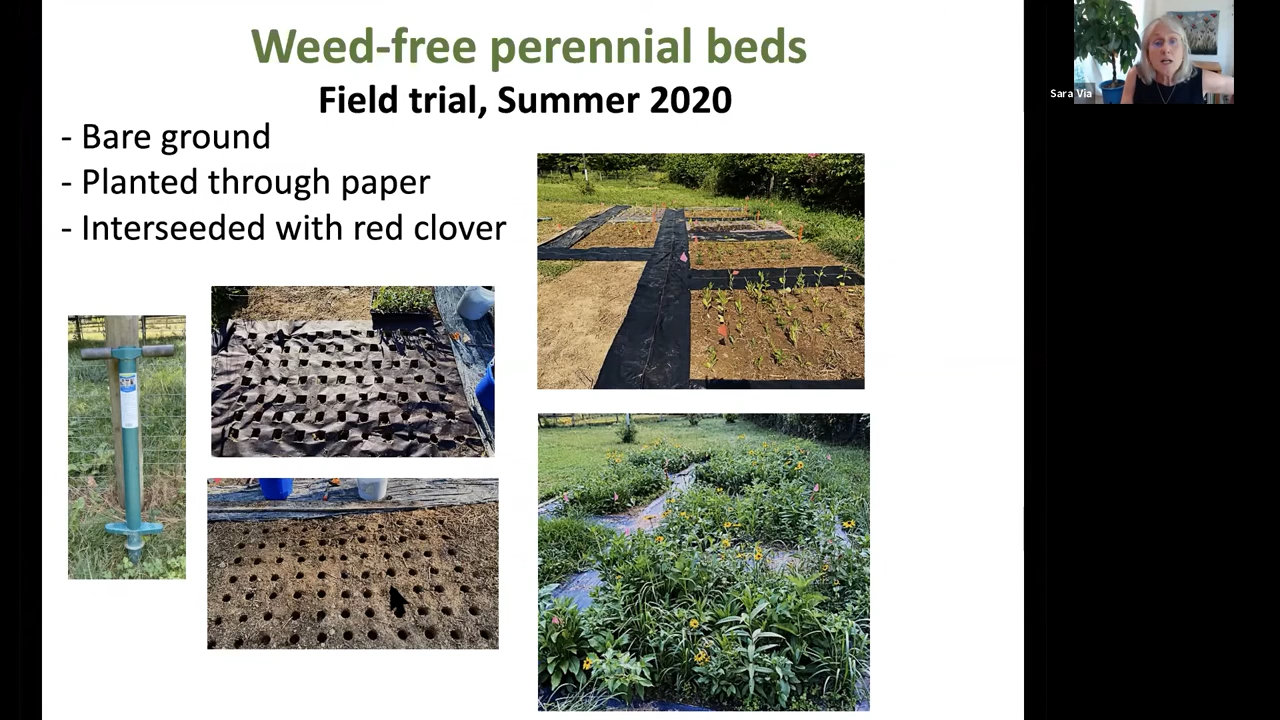 Weed-free perennial beds
Field trial, Summer 2020
- Bare ground
- Planted through paper
- Interseeded with red clover
Sara Via